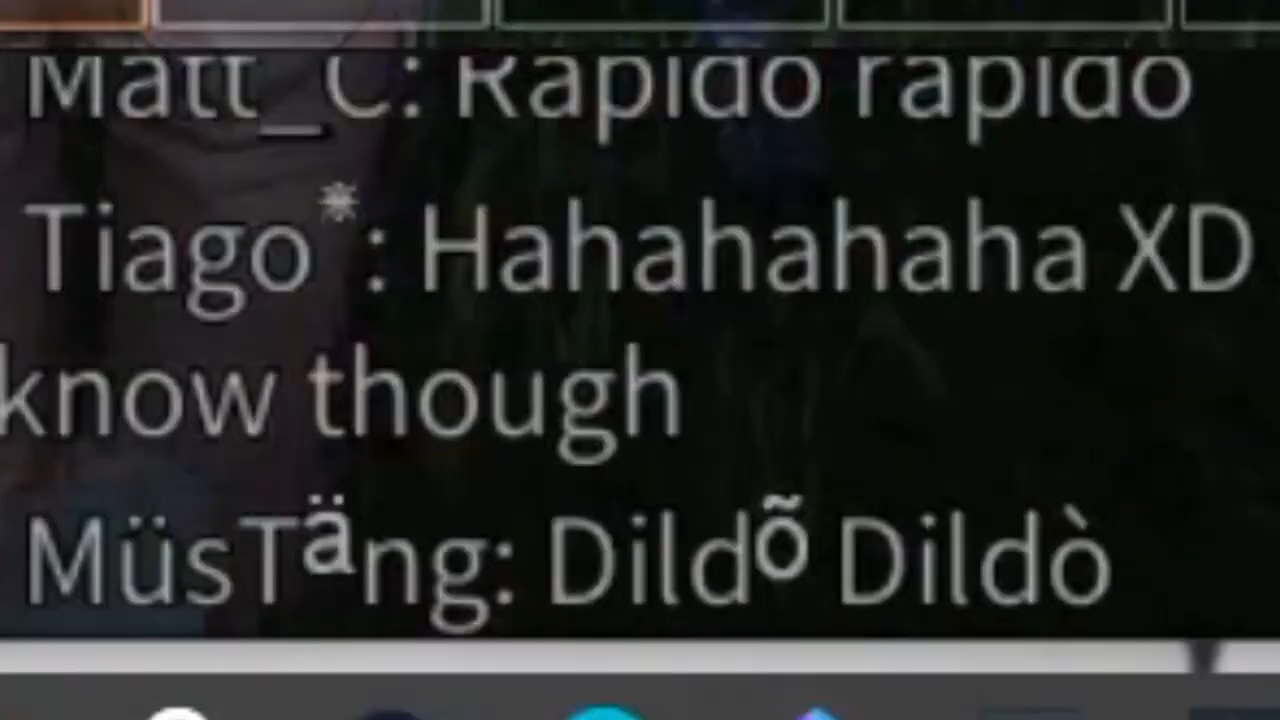 Matt_C: Rapido rapido
Tiago*: Hahahahaha XD
know though
MüsTäng: Dildõ Dildò